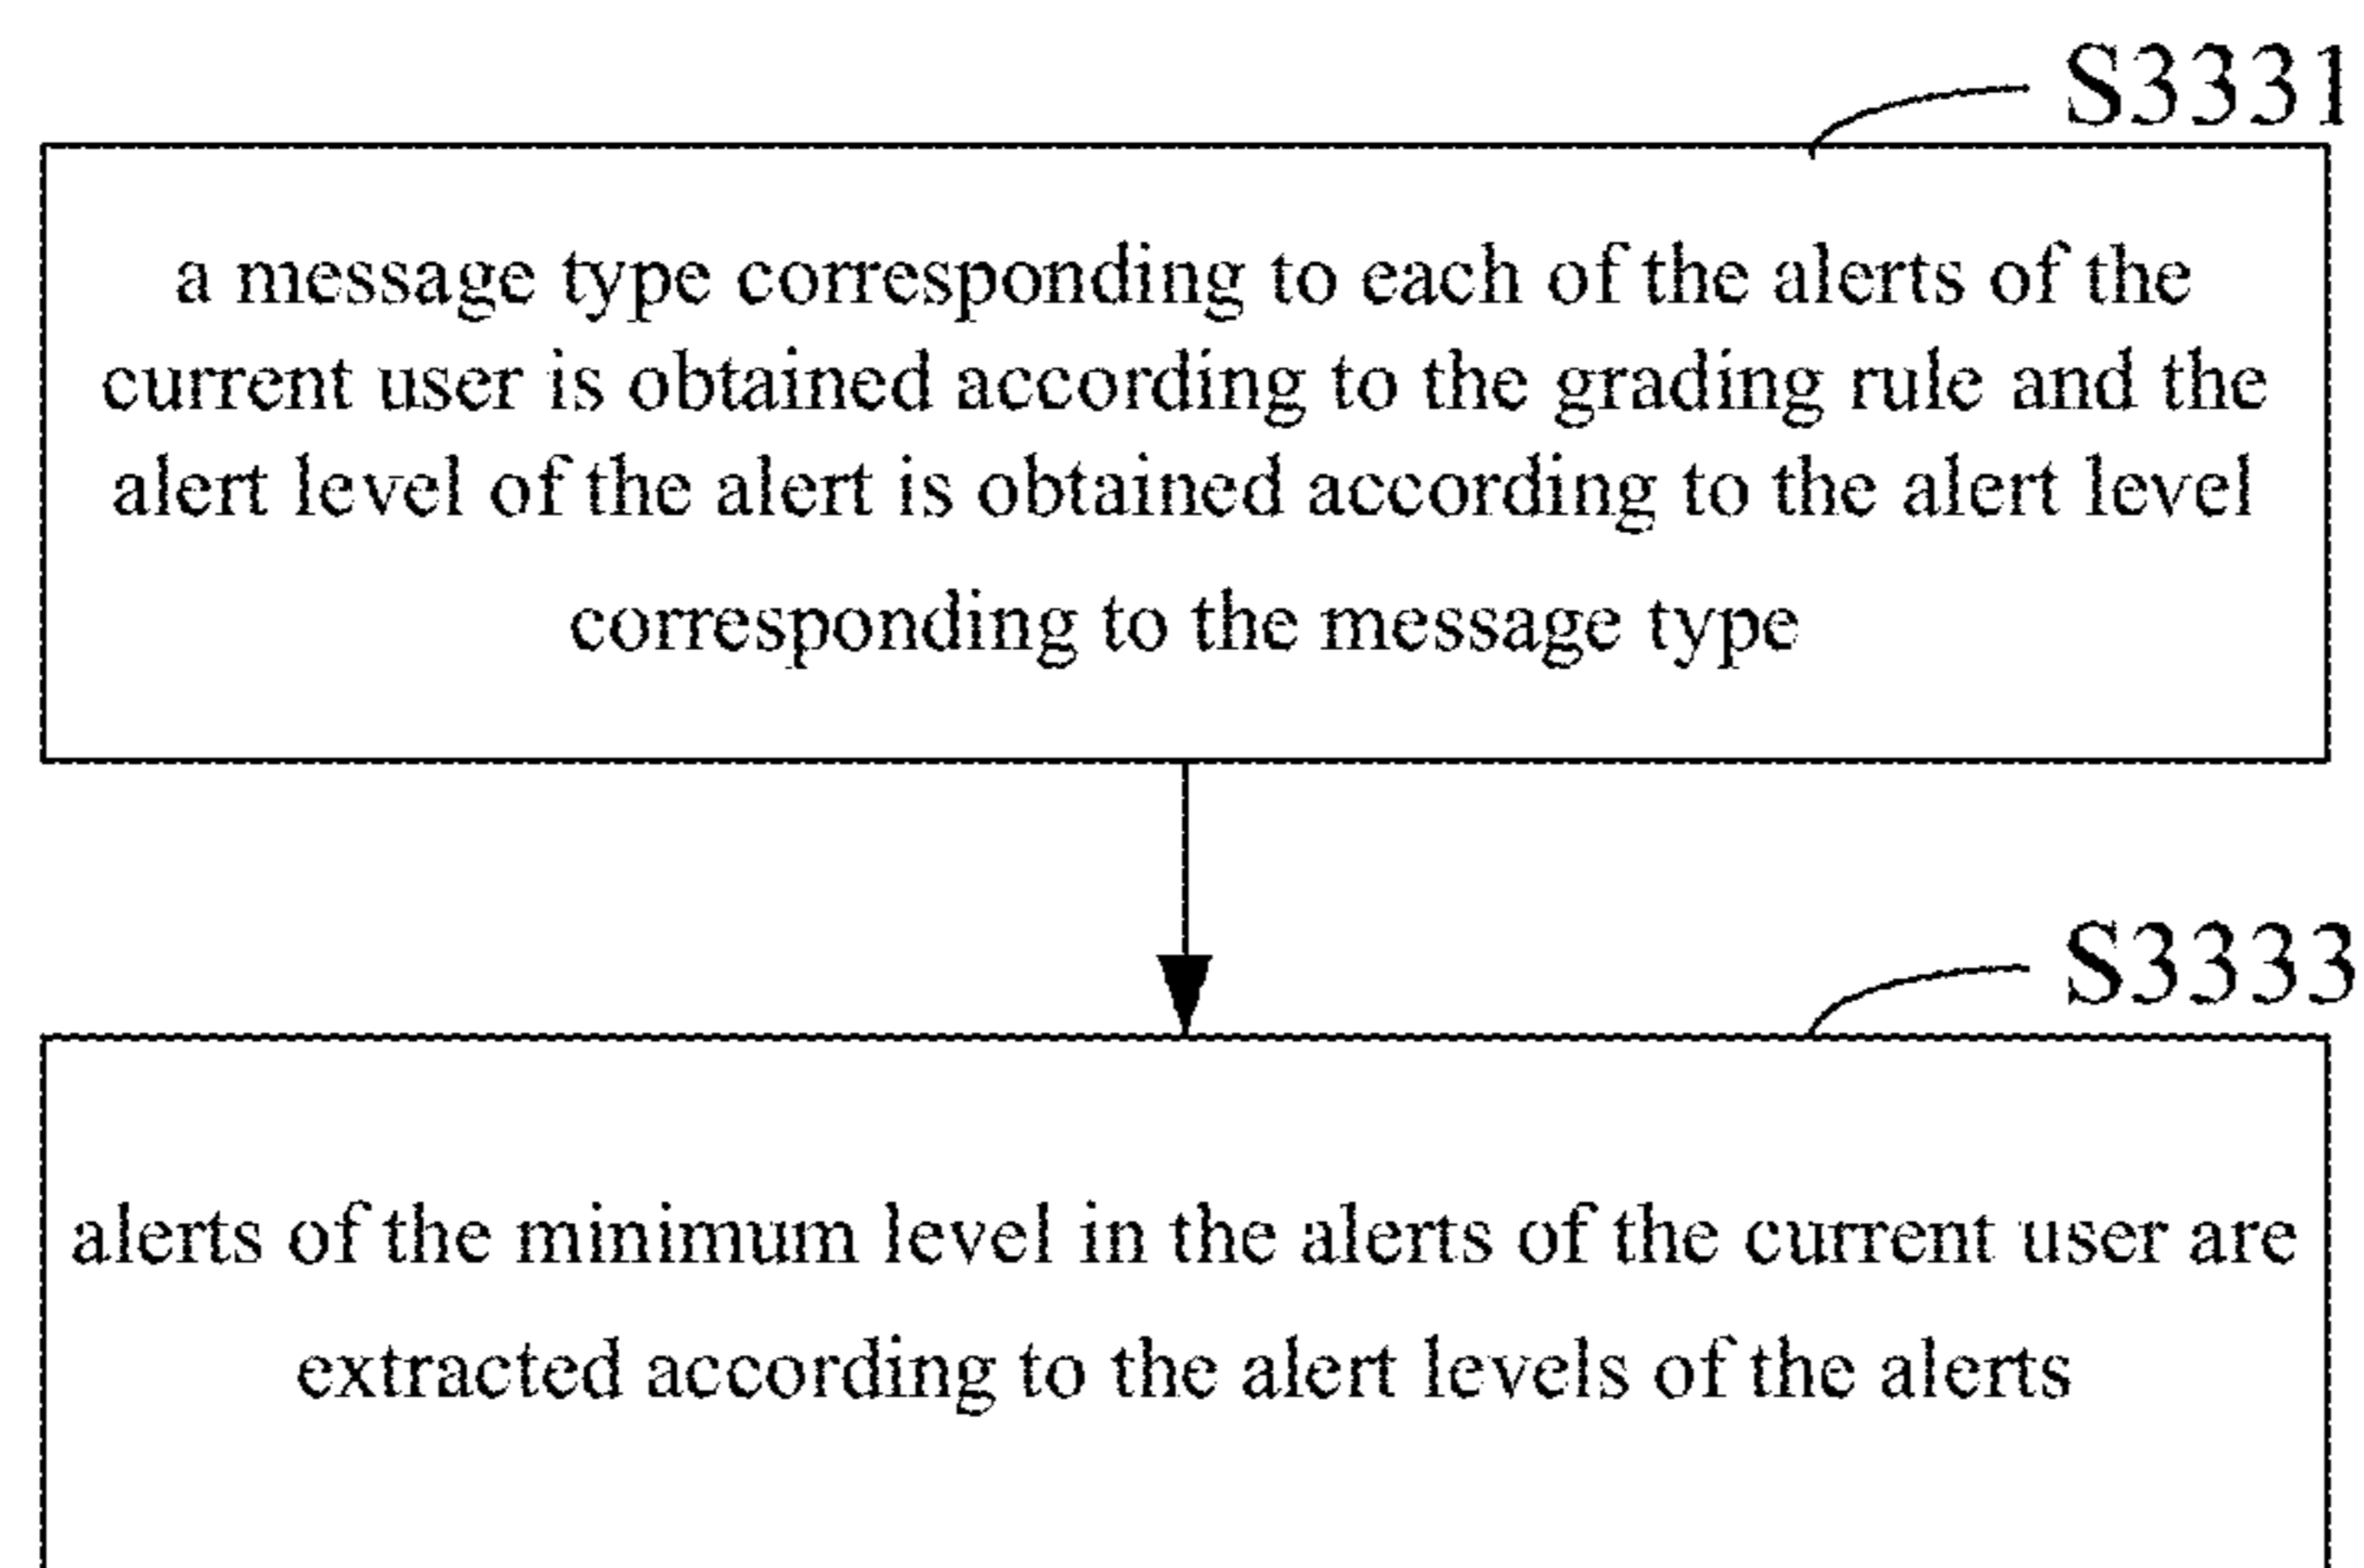 S3331
a message type corresponding to each of the alerts of the
current user is obtained according to the grading rule and the
alert level of the alert is obtained according to the alert level
corresponding to the message type
S3333
alerts of the minimum level in the alerts of the current user are
extracted according to the alert levels of the alerts